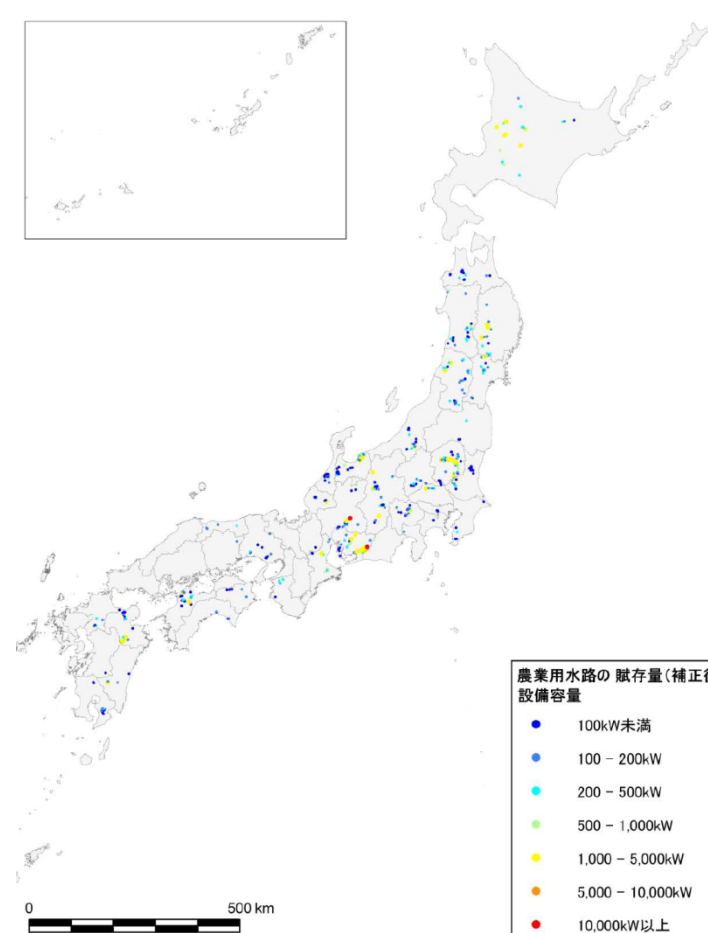 農業用水路の 賦存量(補正後
設備容量
100kW未満
100 － 200kW
200 － 500kW
500 － 1,000kW
1,000 － 5,000kW
5,000 － 10,000kW
10,000kW以上
0 500 km